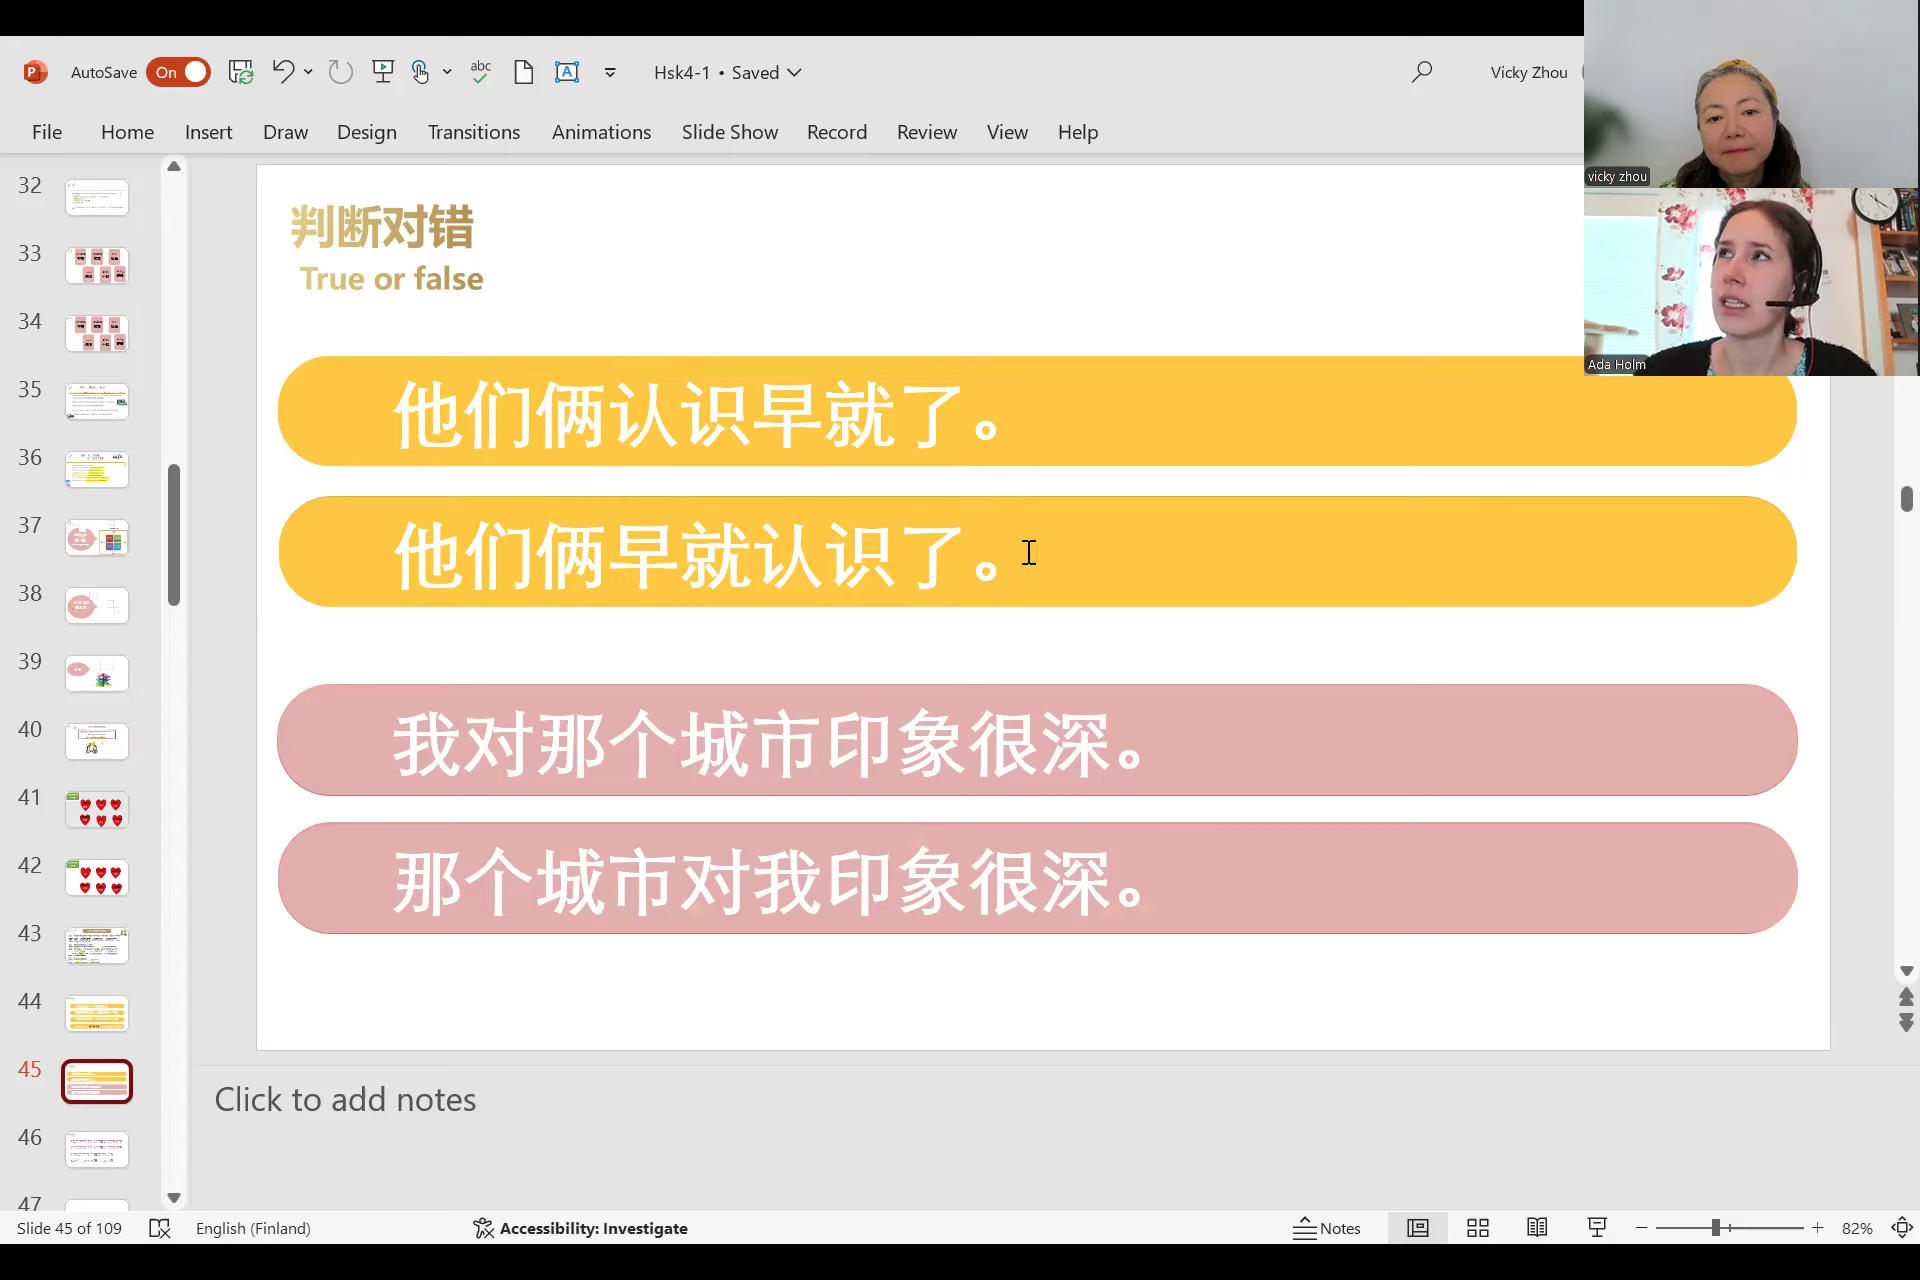 AutoSave On Hsk4-1 • Saved Vicky Zhou
File Home Insert Draw Design Transitions Animations Slide Show Record Review View Help
vicky zhou
Ada Holm
32
33
34
35
36
37
38
39
40
41
42
43
44
45
46
47
判断对错
True or false
他们俩认识早就了。
他们俩早就认识了。
我对那个城市印象很深。
那个城市对我印象很深。
Click to add notes
Slide 45 of 109 English (Finland) Accessibility: Investigate Notes 82%